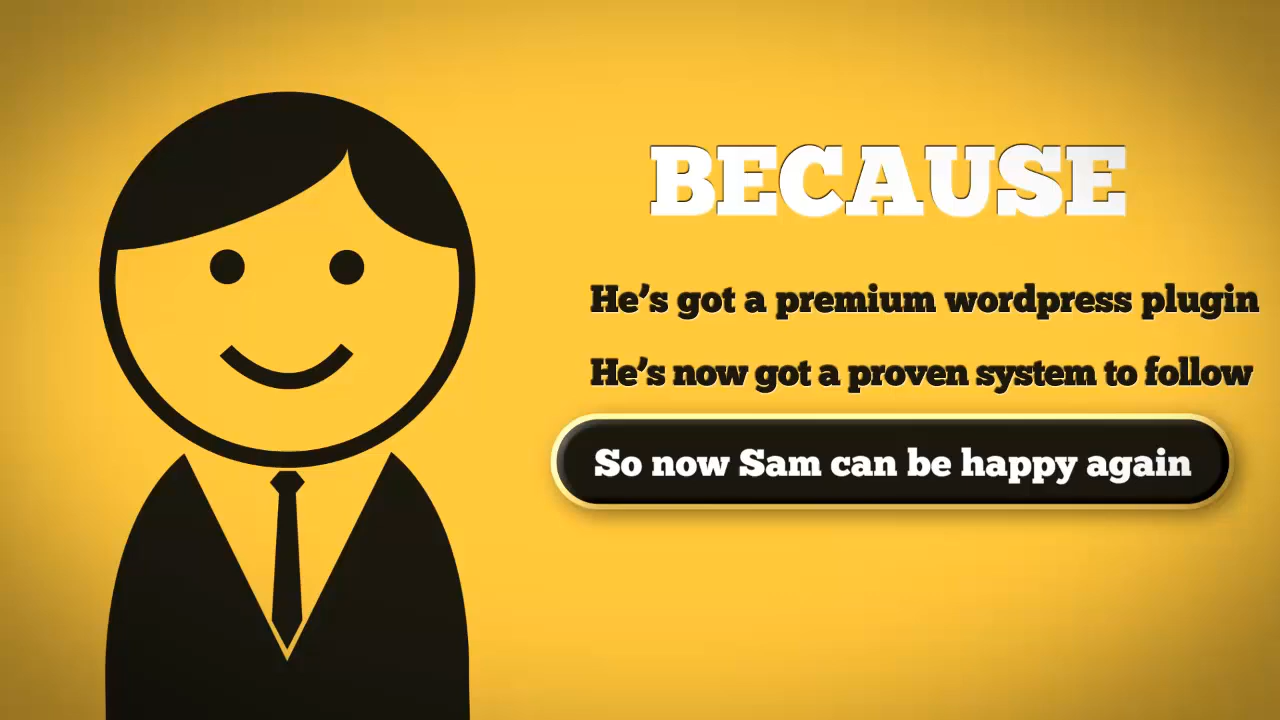 BECAUSE
He's got a premium wordpress plugin
He's now got a proven system to follow
So now Sam can be happy again